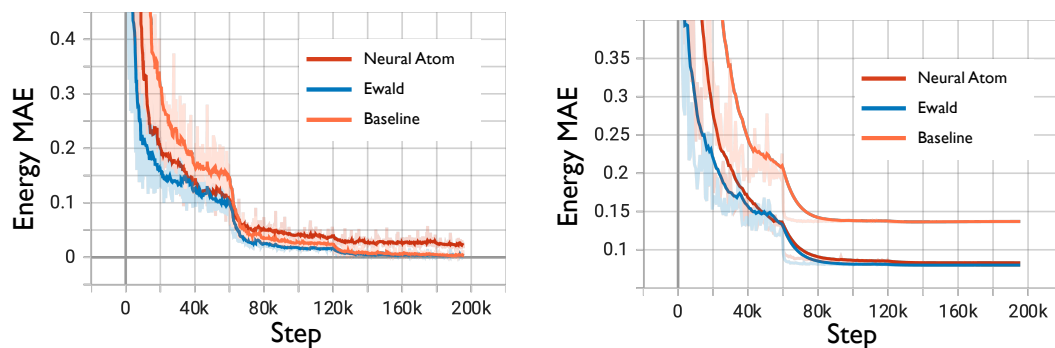 Energy MAE
0.4
0.3
0.2
0.1
0
Neural Atom
Ewald
Baseline
0 40k 80k 120k 160k 200k
Step
Energy MAE
0.35
0.3
0.25
0.2
0.15
0.1
Neural Atom
Ewald
Baseline
0 40k 80k 120k 160k 200k
Step